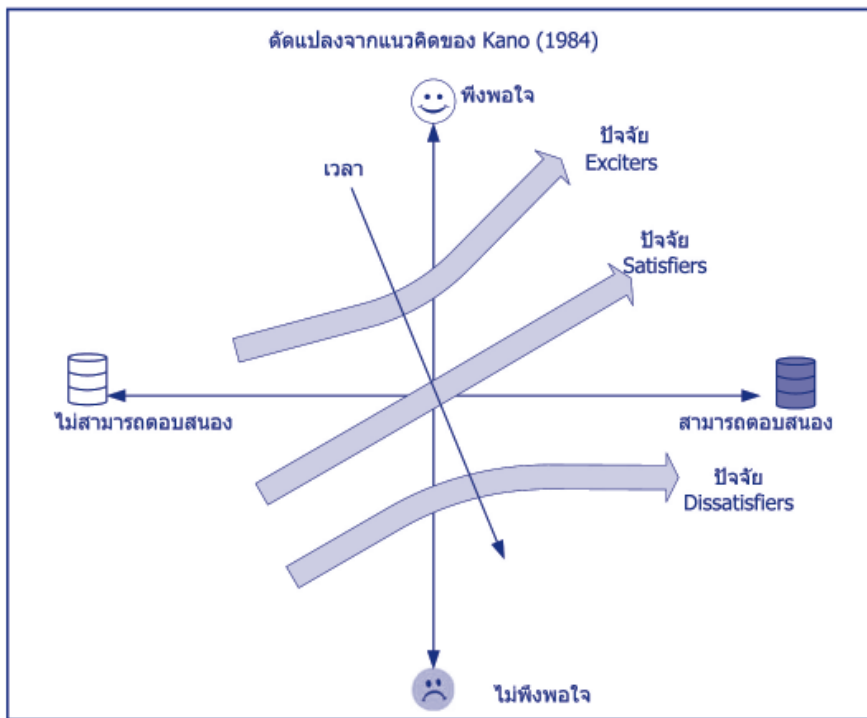 ดัดแปลงจากแนวคิดของ Kano (1984)
พึงพอใจ
ปัจจัย
Exciters
เวลา
ปัจจัย
Satisfiers
ไม่สามารถตอบสนอง
สามารถตอบสนอง
ปัจจัย
Dissatisfiers
ไม่พึงพอใจ